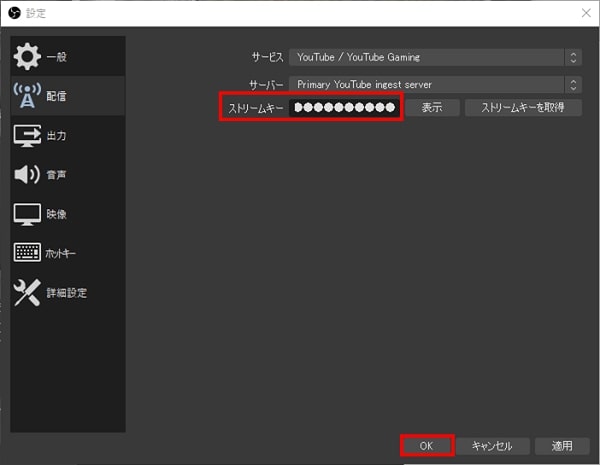 設定
一般
配信
出力
音声
映像
ホットキー
詳細設定
サービス YouTube / YouTube Gaming
サーバー Primary YouTube ingest server
ストリームキー ●●●●●●●●●● 表示 ストリームキーを取得
OK キャンセル 適用